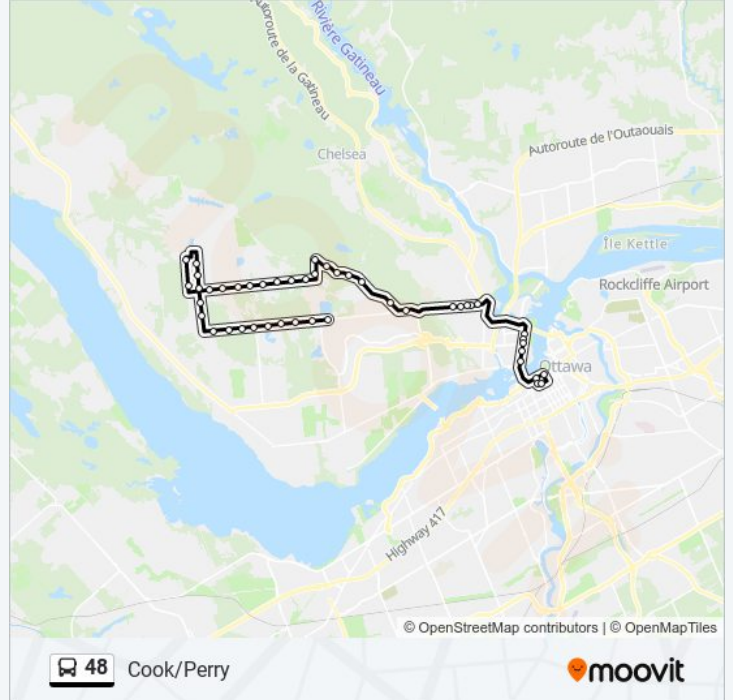 Autoroute de la Gatineau
Rivière Gatineau
Autoroute de l'Outaouais
Chelsea
Île Kettle
Rockcliffe Airport
Ottawa
Highway 417
© OpenStreetMap contributors | © OpenMapTiles
48 Cook/Perry
moovit